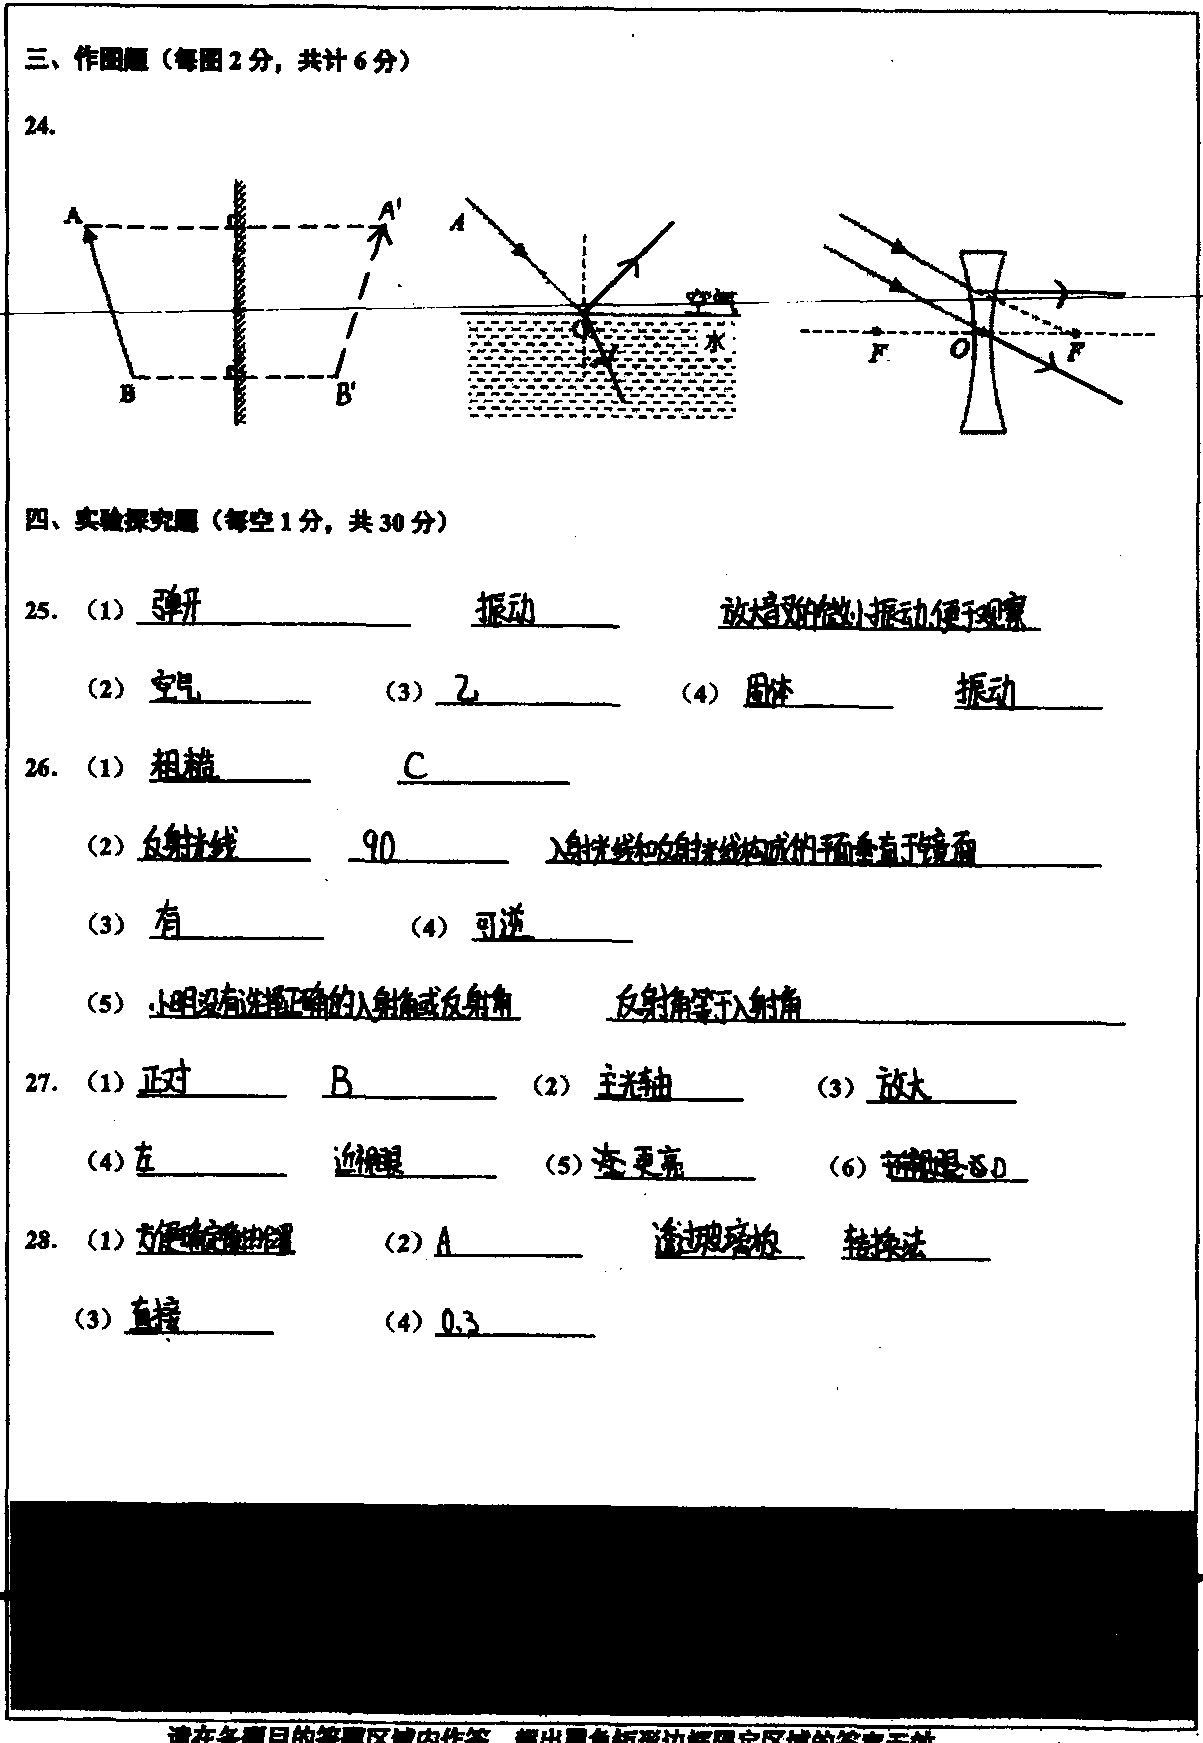 三、作图题（每图 2 分，共计 6 分）
24.
A A'
B B'
A O 空气 水
F O F
四、实验探究题（每空 1 分，共 30 分）
25.（1）弹开 振动 放大音叉的微小振动,便于观察
（2）空气 （3）乙 （4）固体 振动
26.（1）粗糙 C
（2）反射光线 90 入射光线和反射光线构成的平面垂直于镜面
（3）有 （4）可逆
（5）小明没有选择正确的入射角或反射角 反射角等于入射角
27.（1）正对 B （2）主光轴 （3）放大
（4）左 近视眼 （5）变 更亮 （6）
28.（1）方便确定像的位置 （2）A 透过玻璃板 转换法
（3）直接 （4）0.3
请在各题目的答题区域内作答，超出黑色矩形边框限定区域的答案无效